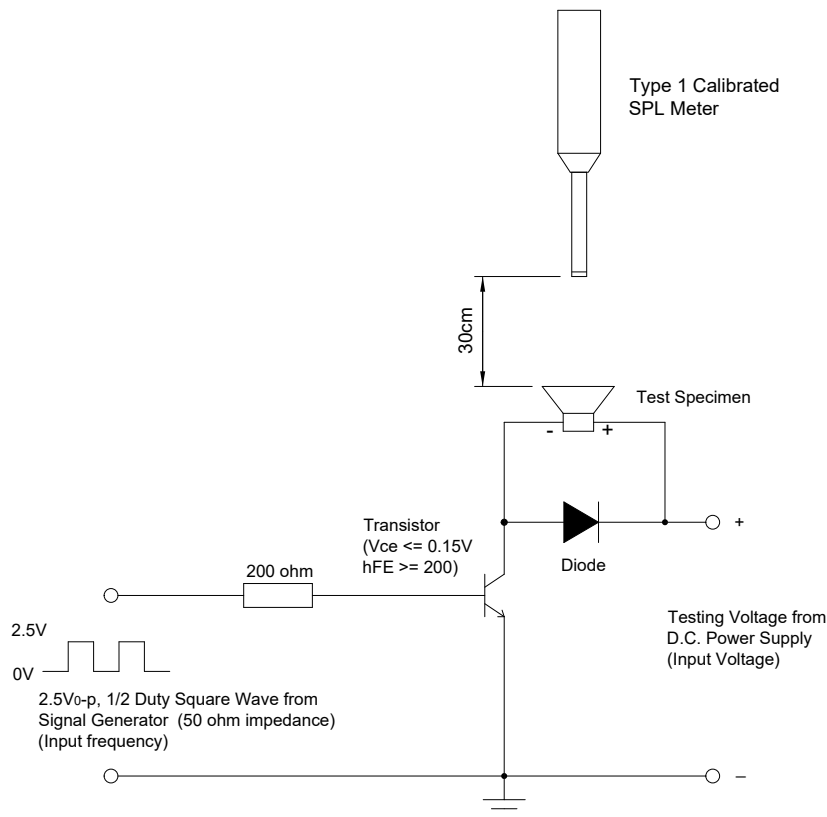 Type 1 Calibrated
SPL Meter
30cm
Test Specimen
- +
Transistor
(Vce <= 0.15V
hFE >= 200)
+
Diode
200 ohm
Testing Voltage from
D.C. Power Supply
(Input Voltage)
2.5V
0V
2.5V0-p, 1/2 Duty Square Wave from
Signal Generator (50 ohm impedance)
(Input frequency)
–